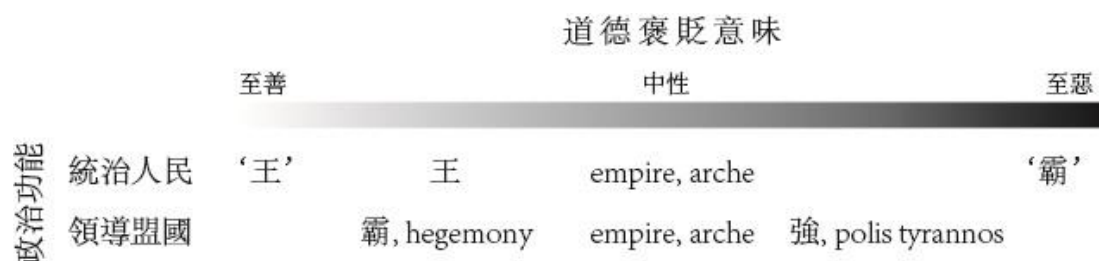 道德褒貶意味
至善 中性 至惡
政治功能
統治人民 ‘王’ 王 empire, arche ‘霸’
領導盟國 霸, hegemony empire, arche 強, polis tyrannos